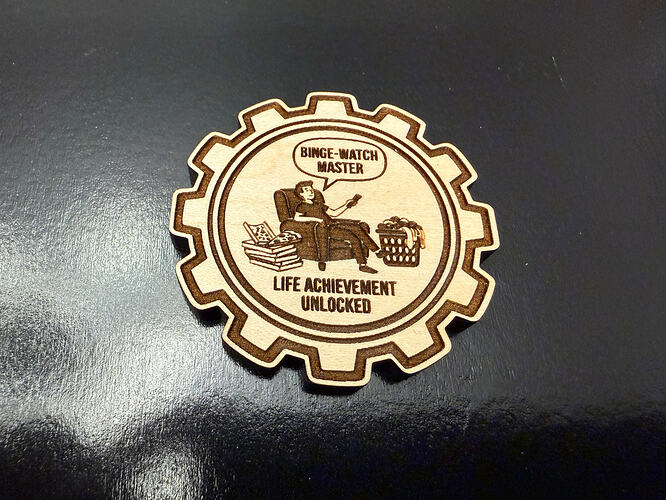 BINGE-WATCH
MASTER
LIFE ACHIEVEMENT
UNLOCKED